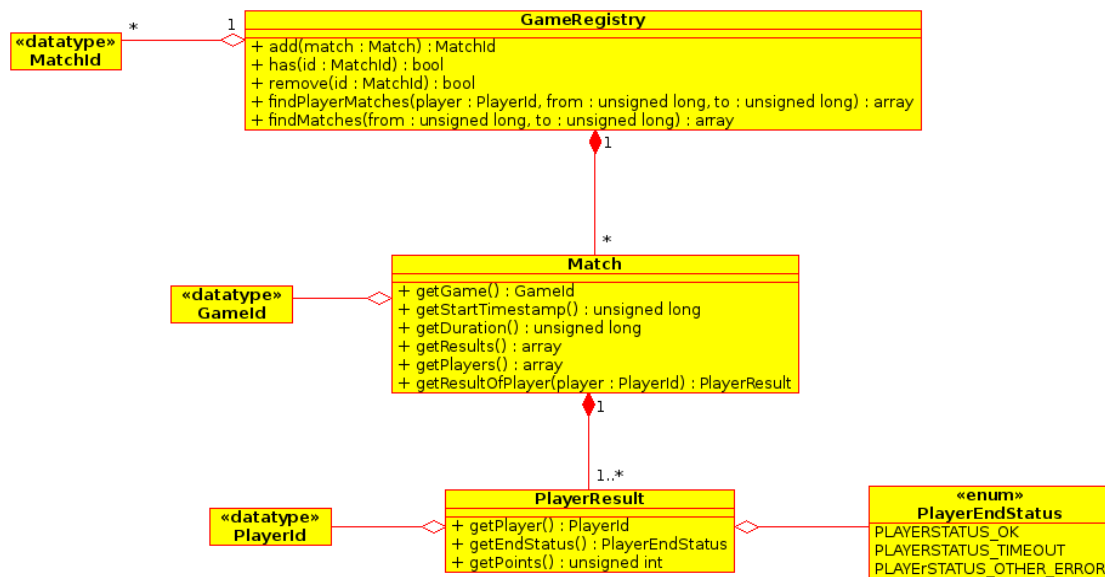 GameRegistry
* 1
«datatype»
MatchId
+ add(match : Match) : MatchId
+ has(id : MatchId) : bool
+ remove(id : MatchId) : bool
+ findPlayerMatches(player : PlayerId, from : unsigned long, to : unsigned long) : array
+ findMatches(from : unsigned long, to : unsigned long) : array
1
*
Match
«datatype»
GameId
+ getGame() : GameId
+ getStartTimestamp() : unsigned long
+ getDuration() : unsigned long
+ getResults() : array
+ getPlayers() : array
+ getResultOfPlayer(player : PlayerId) : PlayerResult
1
1..*
PlayerResult
«datatype»
PlayerId
+ getPlayer() : PlayerId
+ getEndStatus() : PlayerEndStatus
+ getPoints() : unsigned int
«enum»
PlayerEndStatus
PLAYERSTATUS_OK
PLAYERSTATUS_TIMEOUT
PLAYErSTATUS_OTHER_ERROR